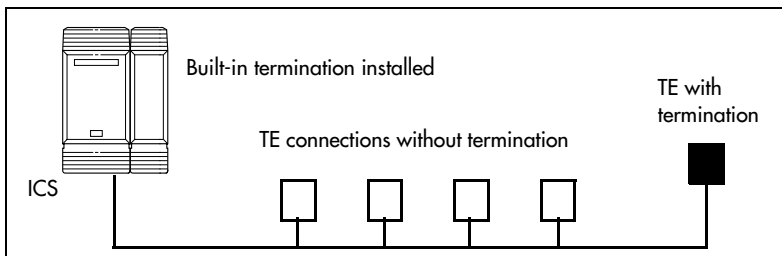 Built-in termination installed
TE with
termination
TE connections without termination
ICS